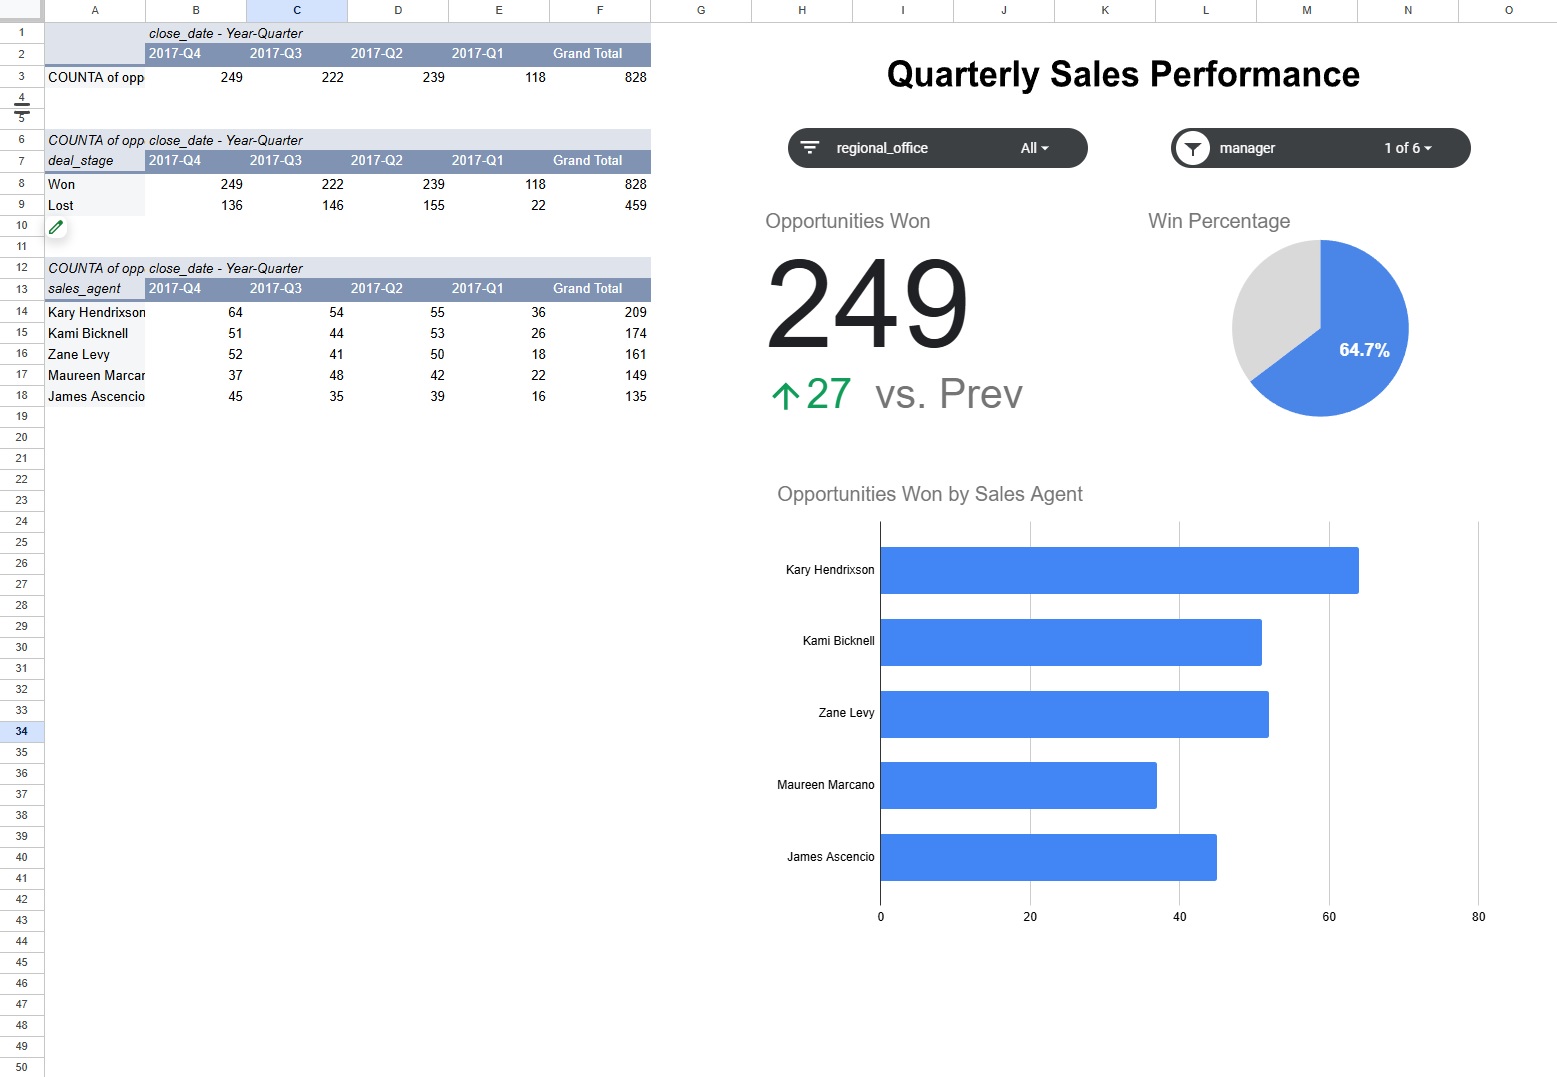 A B C D E F G H I J K L M N O
1 close_date - Year-Quarter
2 2017-Q4 2017-Q3 2017-Q2 2017-Q1 Grand Total
3 COUNTA of opp 249 222 239 118 828
4
5
6 COUNTA of opp close_date - Year-Quarter
7 deal_stage 2017-Q4 2017-Q3 2017-Q2 2017-Q1 Grand Total
8 Won 249 222 239 118 828
9 Lost 136 146 155 22 459
10
11
12 COUNTA of opp close_date - Year-Quarter
13 sales_agent 2017-Q4 2017-Q3 2017-Q2 2017-Q1 Grand Total
14 Kary Hendrixson 64 54 55 36 209
15 Kami Bicknell 51 44 53 26 174
16 Zane Levy 52 41 50 18 161
17 Maureen Marcar 37 48 42 22 149
18 James Ascencio 45 35 39 16 135
19
20
21
22
23
24
25
26
27
28
29
30
31
32
33
34
35
36
37
38
39
40
41
42
43
44
45
46
47
48
49
50
Quarterly Sales Performance
regional_office All
manager 1 of 6
Opportunities Won
249
27 vs. Prev
Win Percentage
64.7%
Opportunities Won by Sales Agent
Kary Hendrixson
Kami Bicknell
Zane Levy
Maureen Marcano
James Ascencio
0 20 40 60 80